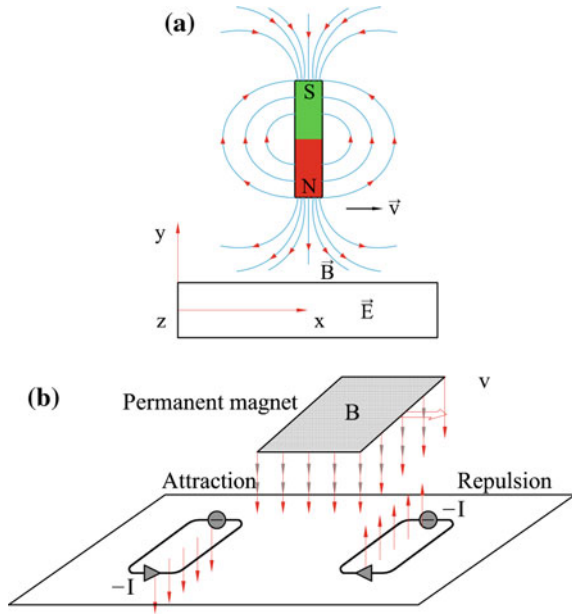 (a)
S
N
v⃗
y
B⃗
z
x
E⃗
(b)
Permanent magnet
B
v
Attraction
Repulsion
−I
−I